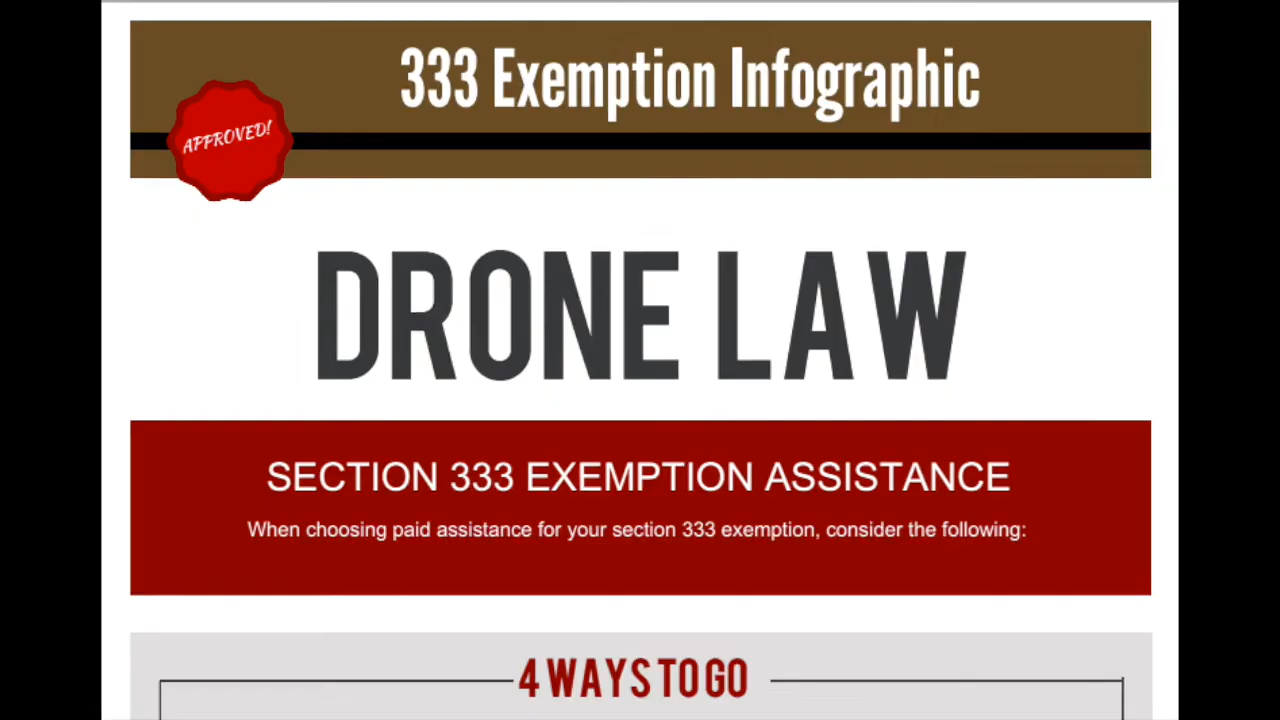 333 Exemption Infographic
APPROVED!
DRONE LAW
SECTION 333 EXEMPTION ASSISTANCE
When choosing paid assistance for your section 333 exemption, consider the following:
4 WAYS TO GO